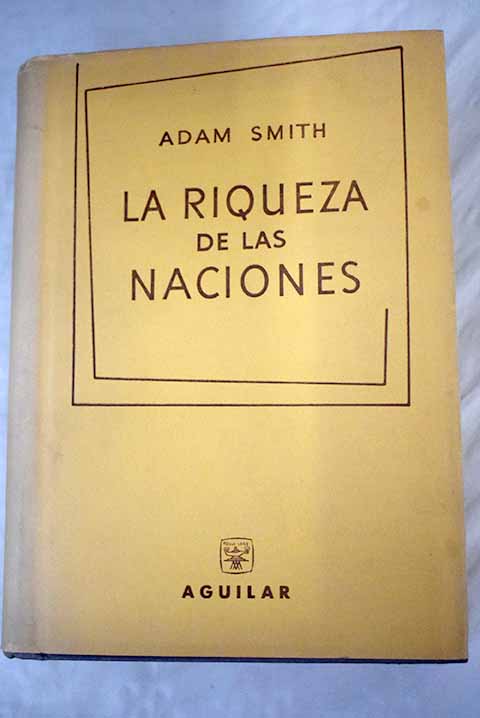 ADAM SMITH
LA RIQUEZA
DE LAS
NACIONES
AGUILAR